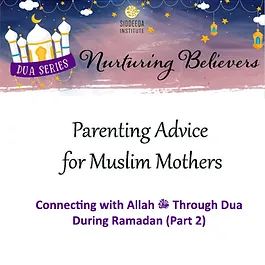 SIDDEEQA
INSTITUTE
DUA SERIES
Nurturing Believers
Parenting Advice
for Muslim Mothers
Connecting with Allah ﷻ Through Dua
During Ramadan (Part 2)